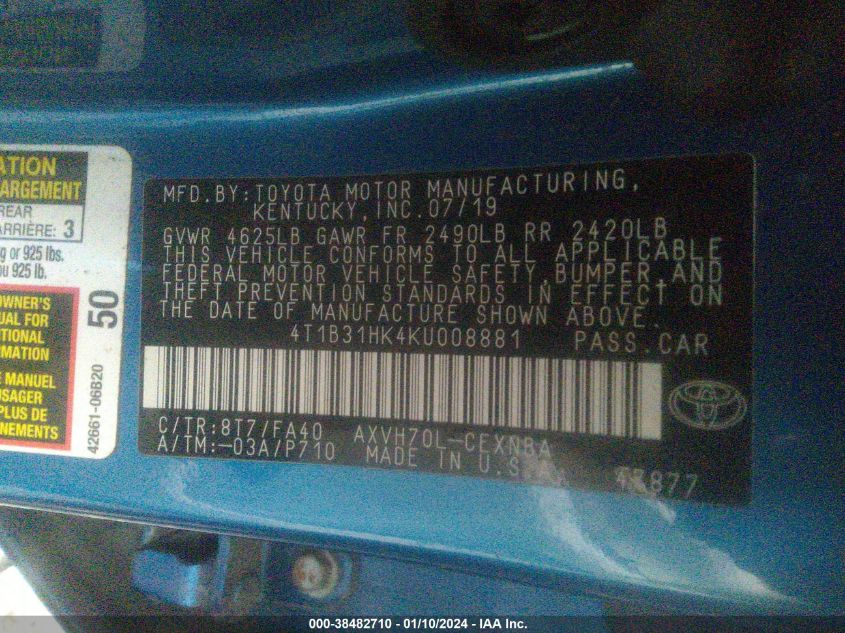 ATION
ARGEMENT
REAR
ARRIÈRE: 3
g or 925 lbs.
ou 925 lb.
OWNER'S
UAL FOR
ITIONAL
RMATION
E MANUEL
USAGER
PLUS DE
NEMENTS
50
42661-06B20
MFD.BY:TOYOTA MOTOR MANUFACTURING,
KENTUCKY,INC.07/19
GVWR 4625LB GAWR FR 2490LB RR 2420LB
THIS VEHICLE CONFORMS TO ALL APPLICABLE
FEDERAL MOTOR VEHICLE SAFETY,BUMPER,AND
THEFT PREVENTION STANDARDS IN EFFECT ON
THE DATE OF MANUFACTURE SHOWN ABOVE.
4T1B31HK4KU008881 PASS.CAR
C/TR:8T7/FA40 AXVH70L-CEXNBA
A/TM:-03A/P710 MADE IN
000-38482710 - 01/10/2024 - IAA Inc.